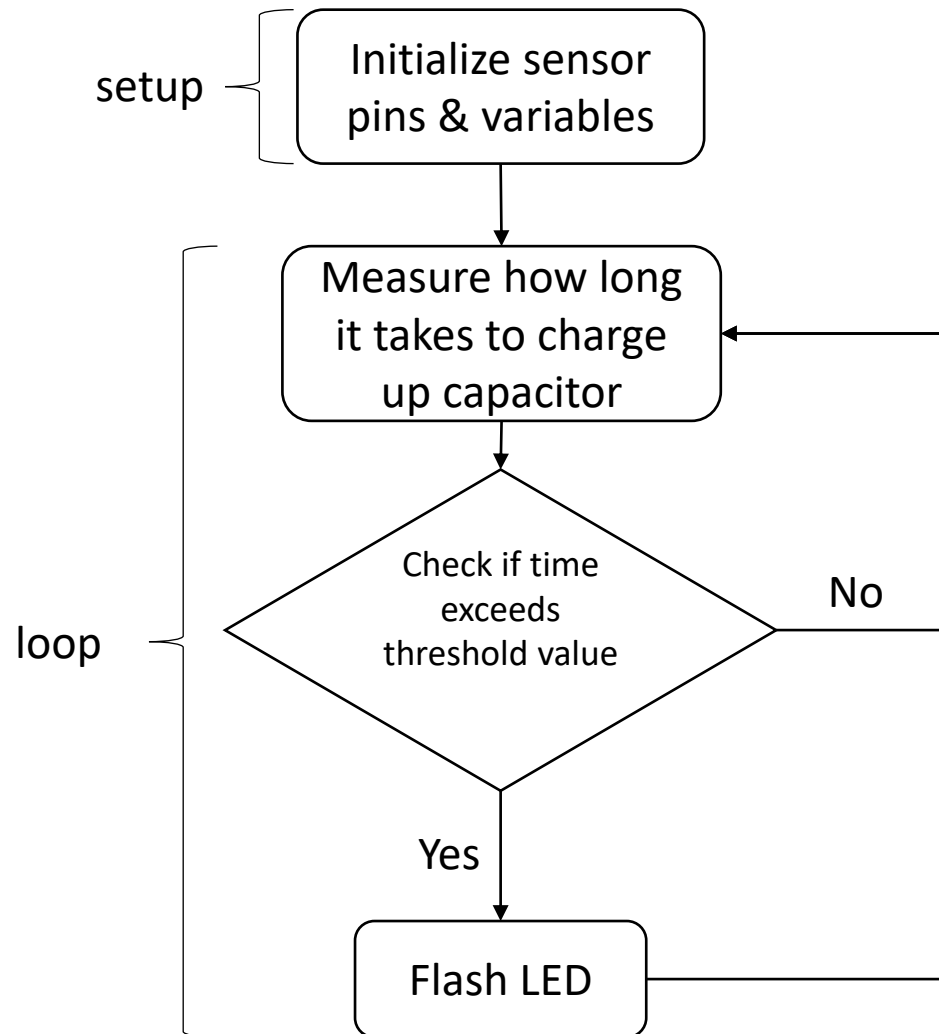 setup
Initialize sensor
pins & variables
Measure how long
it takes to charge
up capacitor
loop
Check if time
exceeds
threshold value
No
Yes
Flash LED